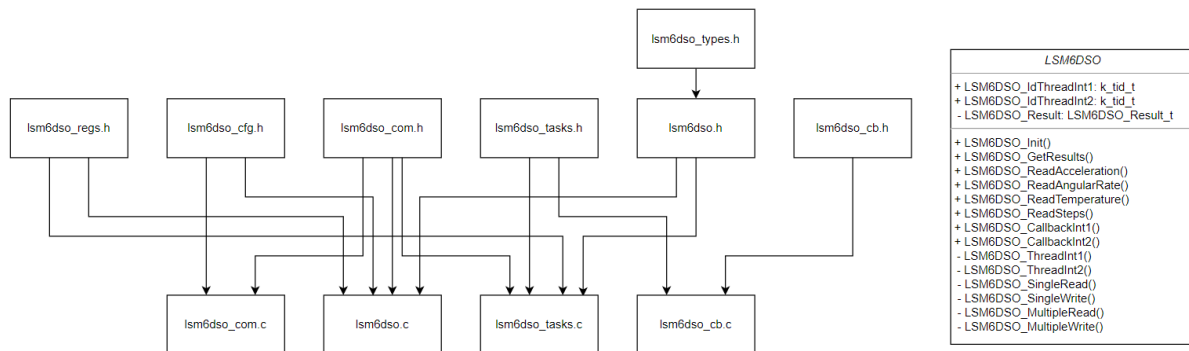 lsm6dso_types.h
lsm6dso_regs.h
lsm6dso_cfg.h
lsm6dso_com.h
lsm6dso_tasks.h
lsm6dso.h
lsm6dso_cb.h
lsm6dso_com.c
lsm6dso.c
lsm6dso_tasks.c
lsm6dso_cb.c
LSM6DSO
+ LSM6DSO_IdThreadInt1: k_tid_t
+ LSM6DSO_IdThreadInt2: k_tid_t
- LSM6DSO_Result: LSM6DSO_Result_t
+ LSM6DSO_Init()
+ LSM6DSO_GetResults()
+ LSM6DSO_ReadAcceleration()
+ LSM6DSO_ReadAngularRate()
+ LSM6DSO_ReadTemperature()
+ LSM6DSO_ReadSteps()
+ LSM6DSO_CallbackInt1()
+ LSM6DSO_CallbackInt2()
- LSM6DSO_ThreadInt1()
- LSM6DSO_ThreadInt2()
- LSM6DSO_SingleRead()
- LSM6DSO_SingleWrite()
- LSM6DSO_MultipleRead()
- LSM6DSO_MultipleWrite()